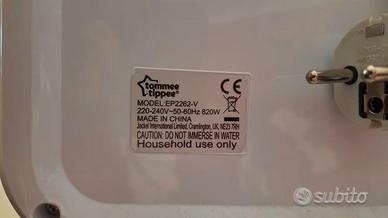 tommee
tippee®
MODEL:EP2262-V
220-240V~50-60Hz 820W
MADE IN CHINA
Jackel International Limited, Cramlington, UK, NE23 7RH
CAUTION: DO NOT IMMERSE IN WATER
Household use only
CE
subito